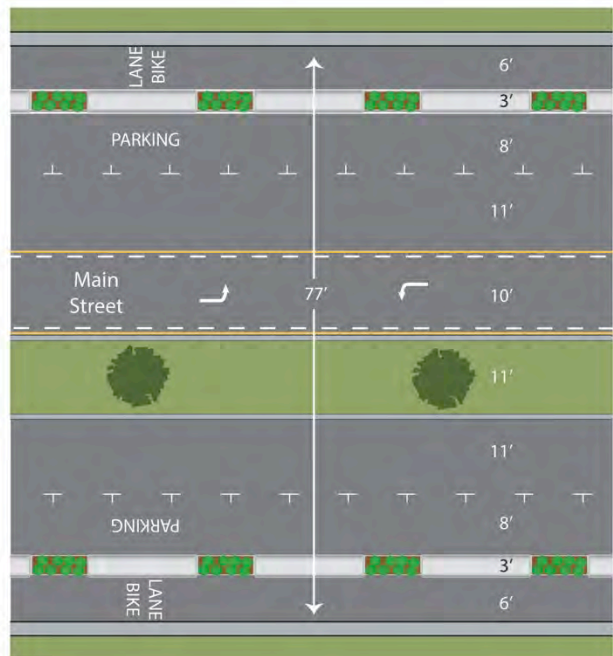 LANE
BIKE
6'
3'
PARKING
8'
11'
Main
Street
77'
10'
11'
11'
PARKING
8'
3'
LANE
BIKE
6'